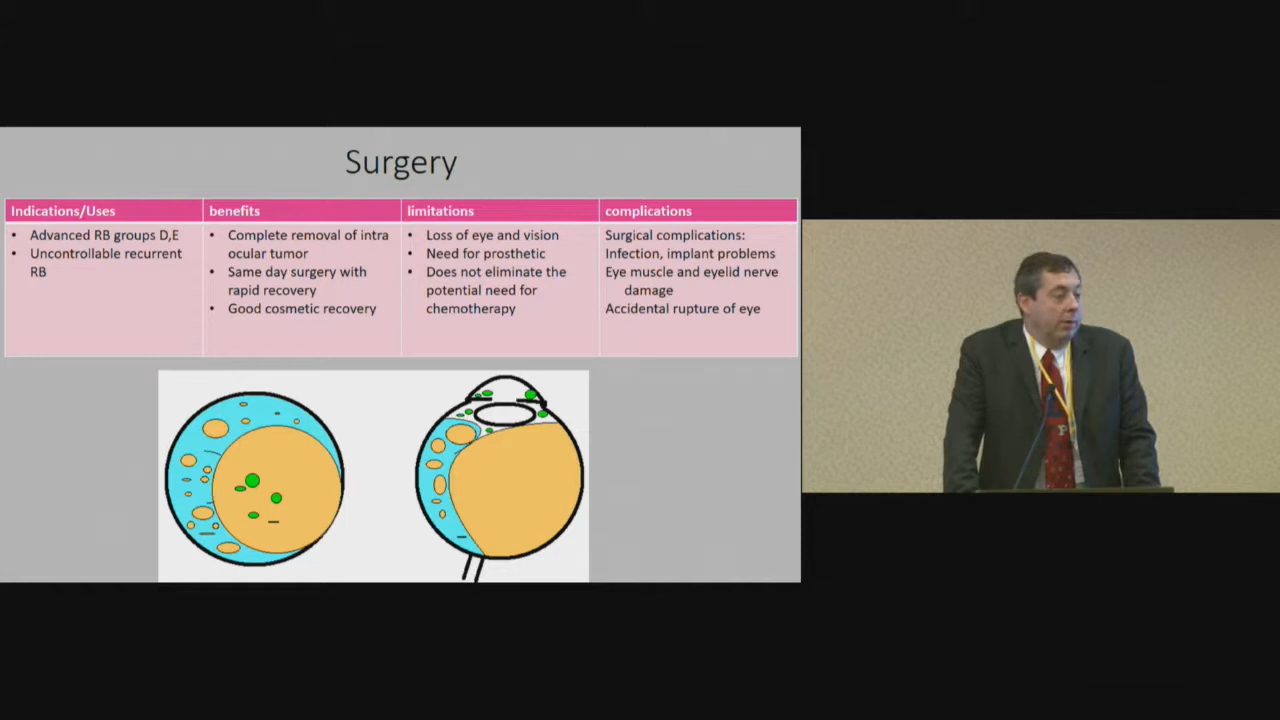 Surgery
Indications/Uses
benefits
limitations
complications
• Advanced RB groups D,E
• Uncontrollable recurrent
RB
• Complete removal of intra
ocular tumor
• Same day surgery with
rapid recovery
• Good cosmetic recovery
• Loss of eye and vision
• Need for prosthetic
• Does not eliminate the
potential need for
chemotherapy
Surgical complications:
Infection, implant problems
Eye muscle and eyelid nerve
damage
Accidental rupture of eye
P